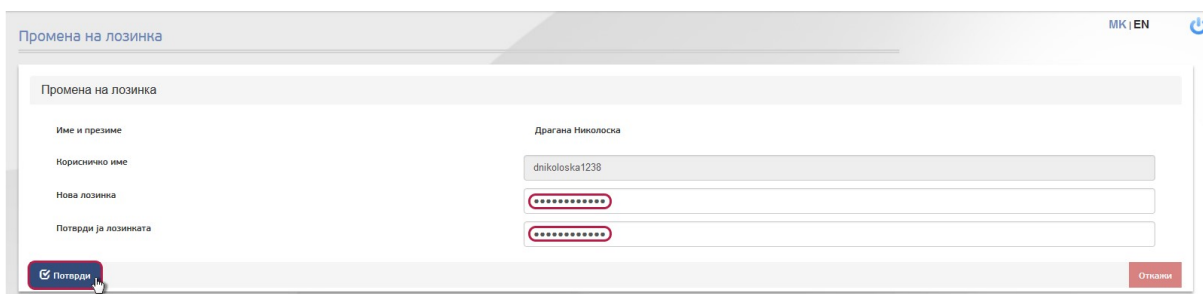 Промена на лозинка
MK | EN
Промена на лозинка
Име и презиме
Драгана Николоска
Корисничко име
dnikoloska1238
Нова лозинка
••••••••••••
Потврди ја лозинката
••••••••••••
Потврди
Откажи